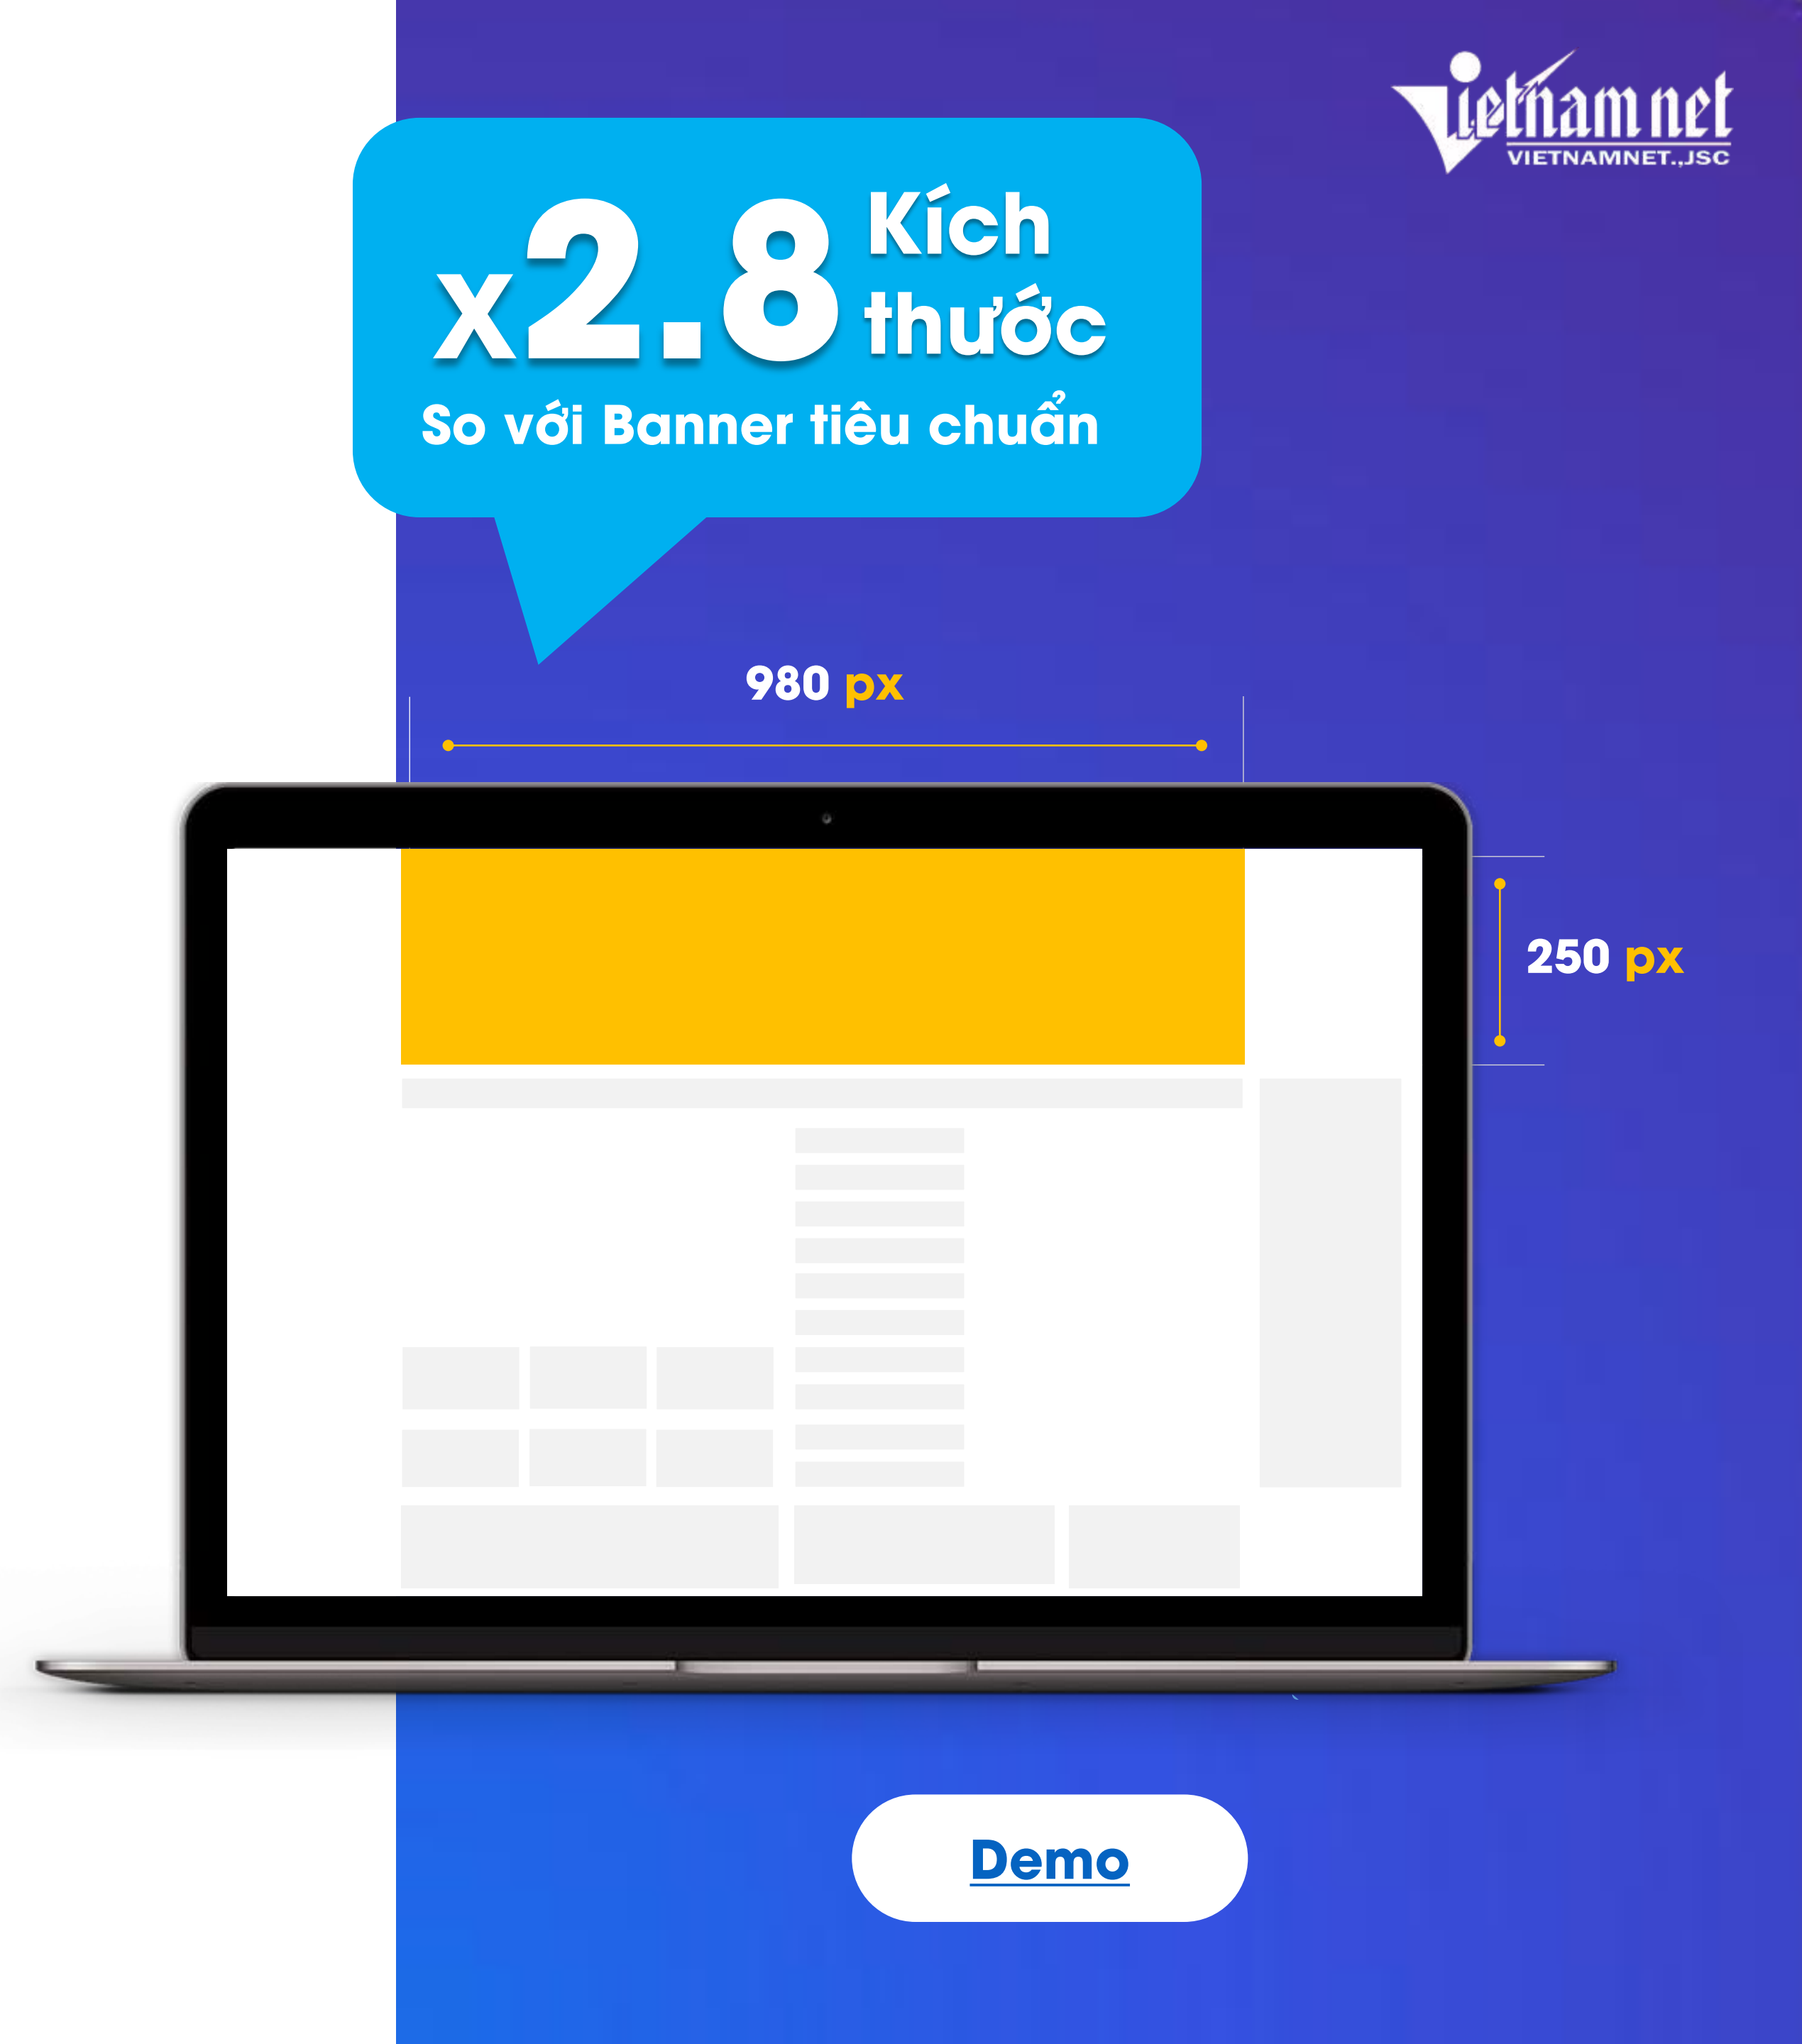 vietnamnet
VIETNAMNET.,JSC
x2.8 Kích
thước
So với Banner tiêu chuẩn
980 px
250 px
Demo